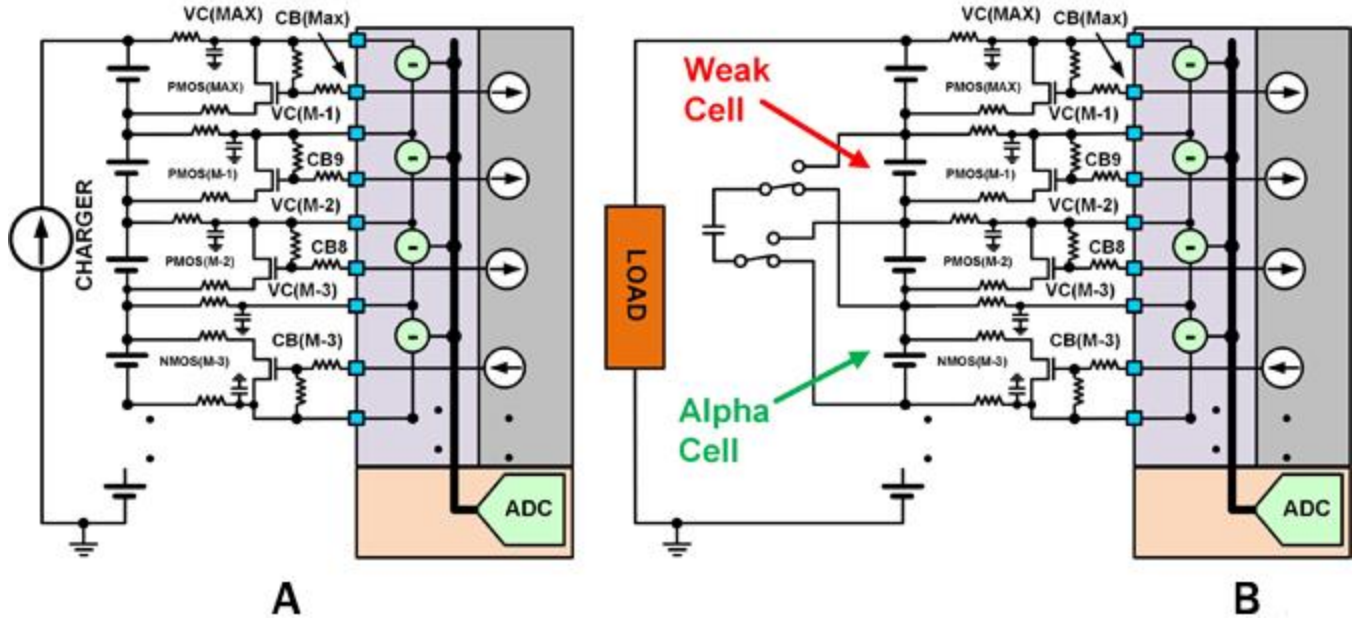 VC(MAX)
CB(Max)
PMOS(MAX)
VC(M-1)
CB9
PMOS(M-1)
VC(M-2)
CB8
PMOS(M-2)
VC(M-3)
CB(M-3)
NMOS(M-3)
CHARGER
-
-
-
-
ADC
A
VC(MAX)
CB(Max)
Weak
Cell
PMOS(MAX)
VC(M-1)
CB9
PMOS(M-1)
VC(M-2)
CB8
PMOS(M-2)
VC(M-3)
CB(M-3)
NMOS(M-3)
LOAD
Alpha
Cell
-
-
-
-
ADC
B